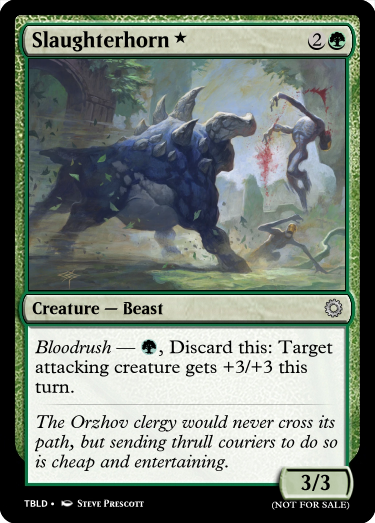 Slaughterhorn ★ 2
Creature — Beast
Bloodrush — , Discard this: Target
attacking creature gets +3/+3 this
turn.
The Orzhov clergy would never cross its
path, but sending thrull couriers to do so
is cheap and entertaining.
3/3
TBLD • Steve Prescott
(NOT FOR SALE)